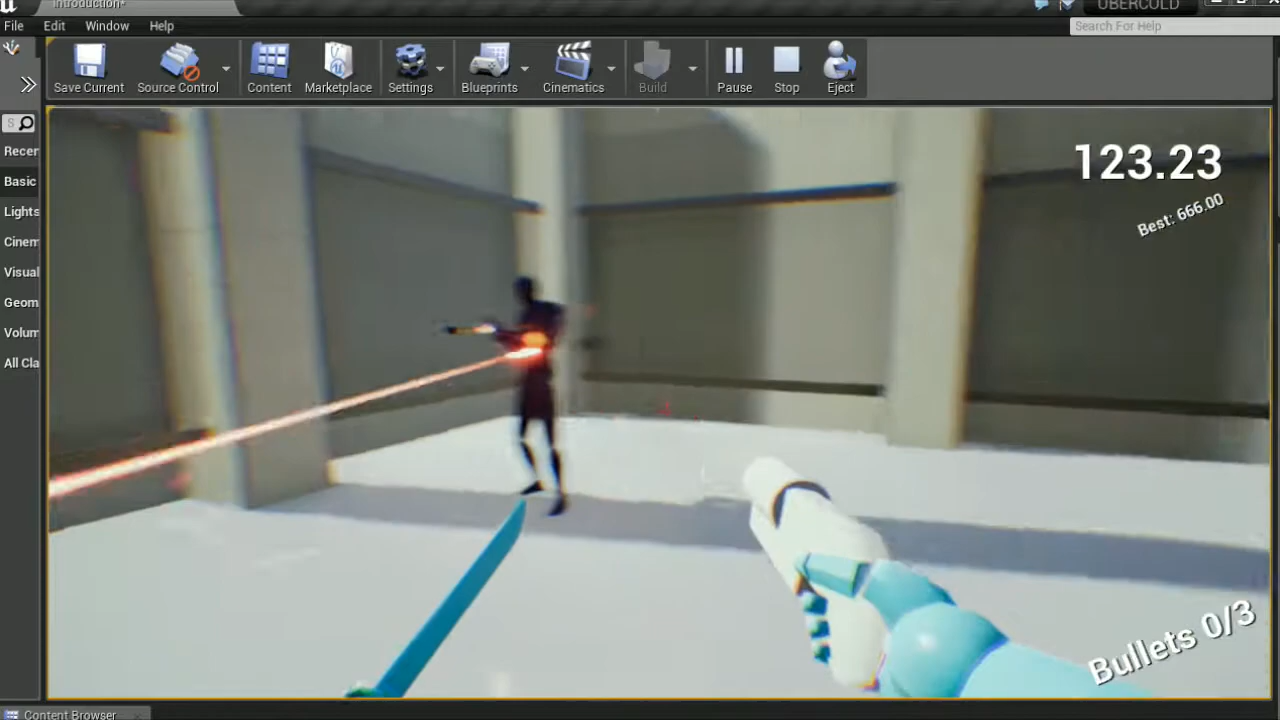 Introduction*
UBERCOLD
File Edit Window Help
Search For Help
Save Current Source Control Content Marketplace Settings Blueprints Cinematics Build Pause Stop Eject
S
Recen
Basic
Lights
Cinem
Visual
Geom
Volum
All Cla
123.23
Best: 666.00
Bullets 0/3
Content Browser